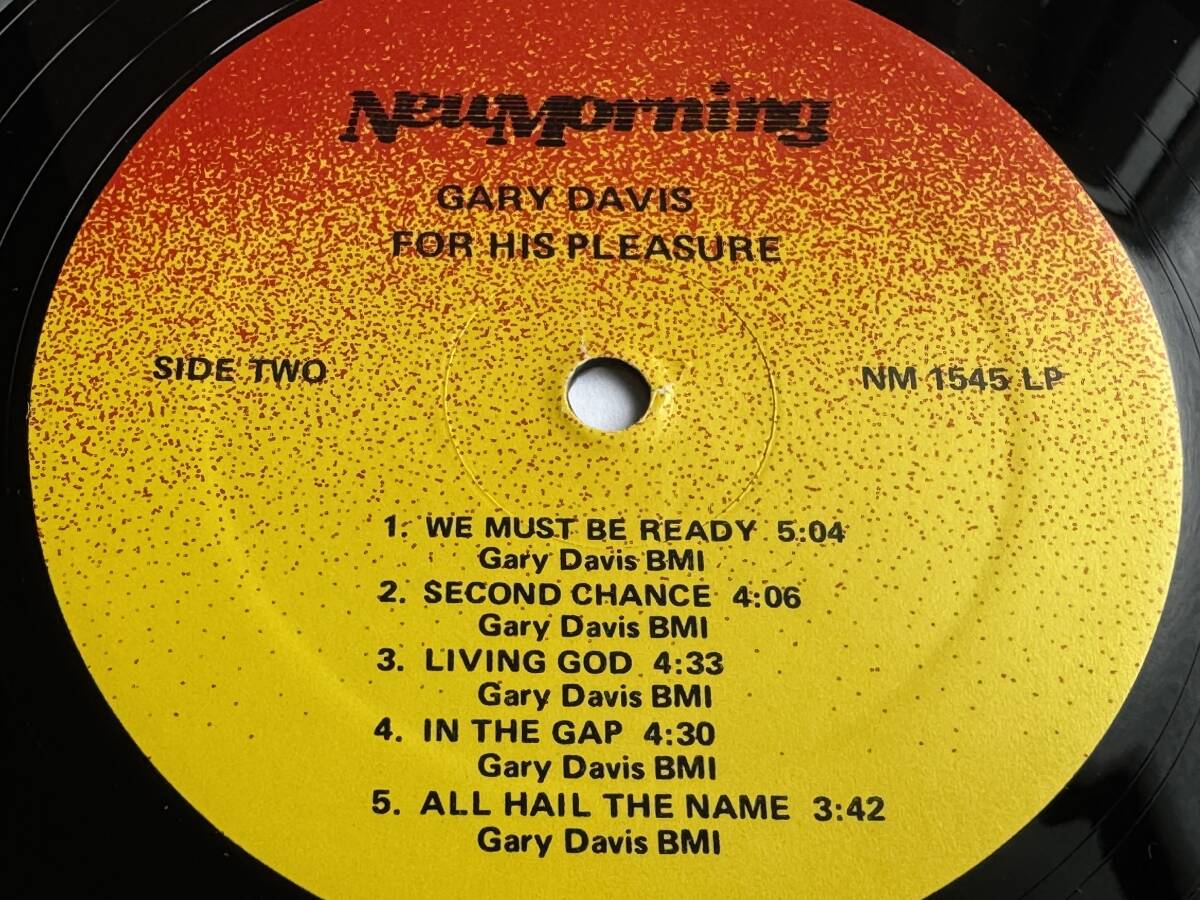 NewMorning
GARY DAVIS
FOR HIS PLEASURE
SIDE TWO
NM 1545 LP
1. WE MUST BE READY 5:04
Gary Davis BMI
2. SECOND CHANCE 4:06
Gary Davis BMI
3. LIVING GOD 4:33
Gary Davis BMI
4. IN THE GAP 4:30
Gary Davis BMI
5. ALL HAIL THE NAME 3:42
Gary Davis BMI